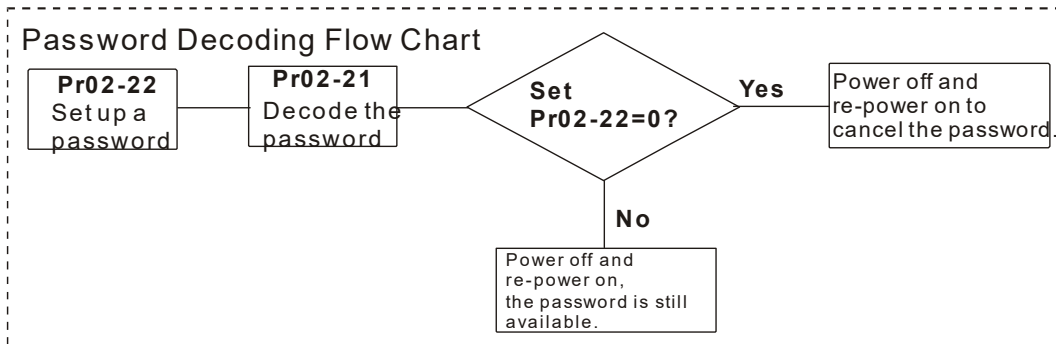 Password Decoding Flow Chart
Pr02-22
Set up a
password
Pr02-21
Decode the
password
Set
Pr02-22=0?
Yes
Power off and
re-power on to
cancel the password.
No
Power off and
re-power on,
the password is still
available.